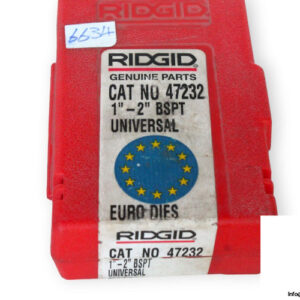 6634
RIDGID
GENUINE PARTS
CAT NO 47232
1"-2" BSPT
UNIVERSAL
EURO DIES
RIDGID
CAT NO 47232
1"-2" BSPT
UNIVERSAL